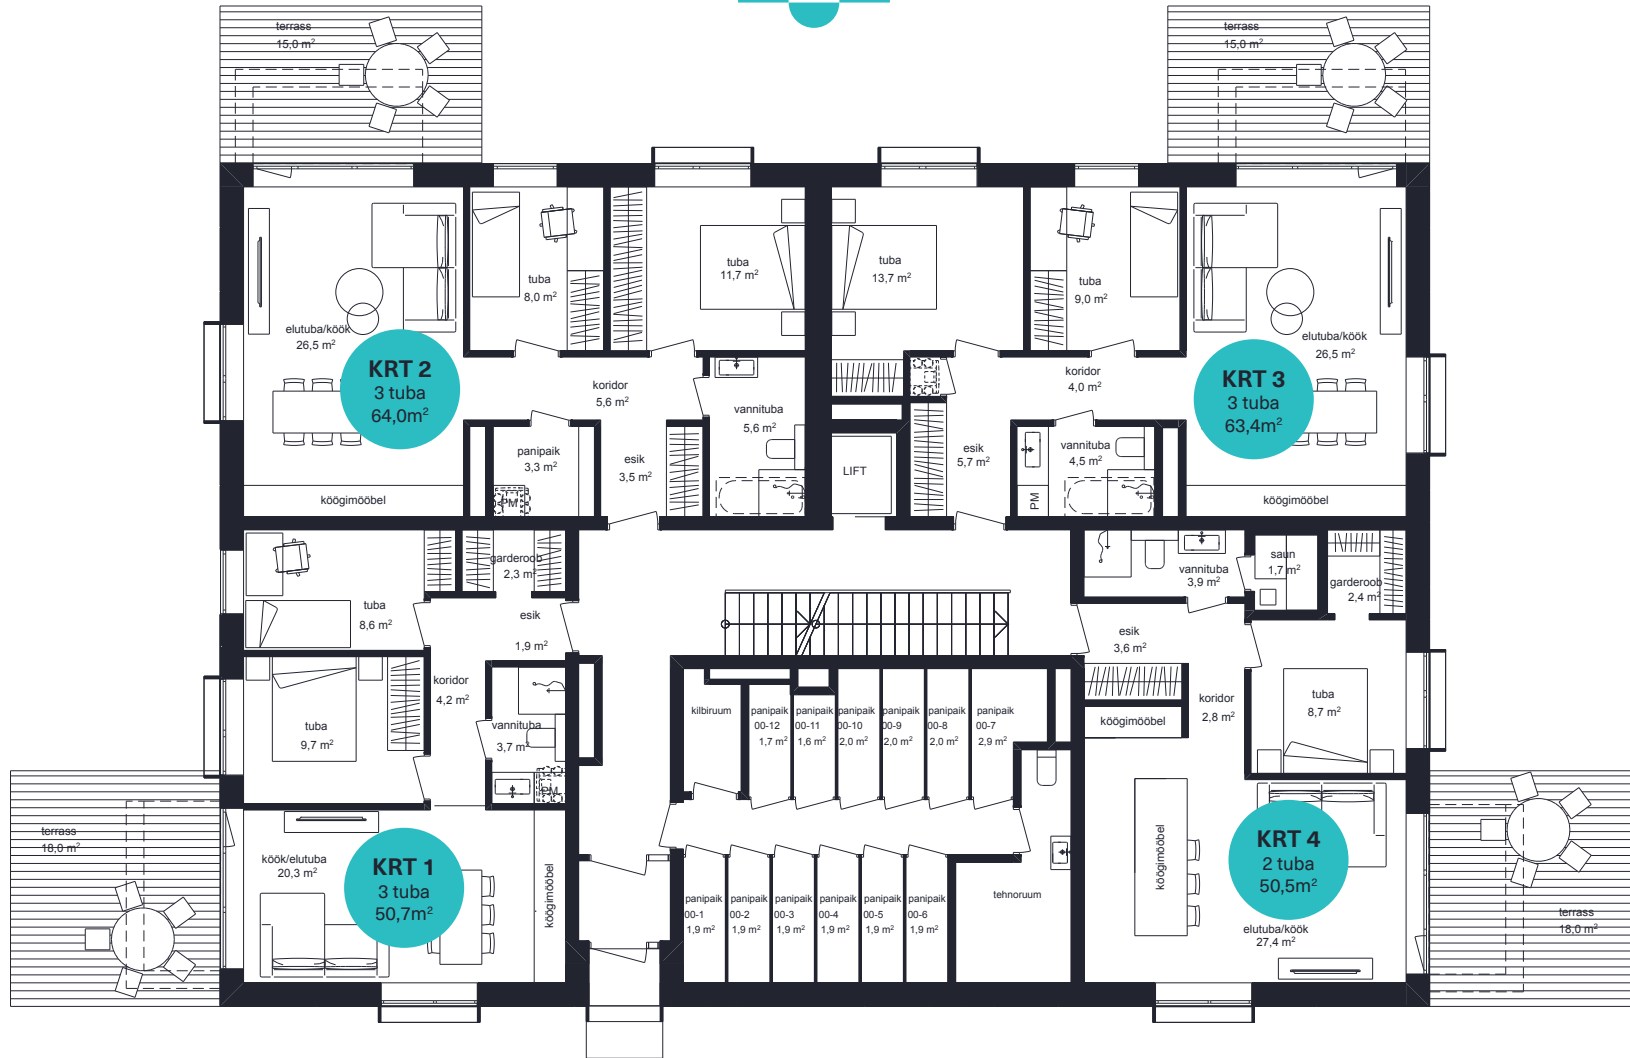 terrass
15,0 m²
terrass
15,0 m²
tuba
8,0 m²
tuba
11,7 m²
tuba
13,7 m²
tuba
9,0 m²
elutuba/köök
26,5 m²
KRT 2
3 tuba
64,0m²
koridor
5,6 m²
vannituba
5,6 m²
panipaik
3,3 m²
PM
esik
3,5 m²
köögimööbel
LIFT
esik
5,7 m²
koridor
4,0 m²
vannituba
4,5 m²
PM
elutuba/köök
26,5 m²
KRT 3
3 tuba
63,4m²
köögimööbel
garderoob
2,3 m²
tuba
8,6 m²
esik
1,9 m²
koridor
4,2 m²
tuba
9,7 m²
vannituba
3,7 m²
PM
terrass
18,0 m²
köök/elutuba
20,3 m²
KRT 1
3 tuba
50,7m²
köögimööbel
kilbiruum
panipaik
00-12
1,7 m²
panipaik
00-11
1,6 m²
panipaik
00-10
2,0 m²
panipaik
00-9
2,0 m²
panipaik
00-8
2,0 m²
panipaik
00-7
2,9 m²
panipaik
00-1
1,9 m²
panipaik
00-2
1,9 m²
panipaik
00-3
1,9 m²
panipaik
00-4
1,9 m²
panipaik
00-5
1,9 m²
panipaik
00-6
1,9 m²
tehnoruum
vannituba
3,9 m²
saun
1,7 m²
garderoob
2,4 m²
esik
3,6 m²
koridor
2,8 m²
tuba
8,7 m²
köögimööbel
köögimööbel
KRT 4
2 tuba
50,5m²
elutuba/köök
27,4 m²
terrass
18,0 m²